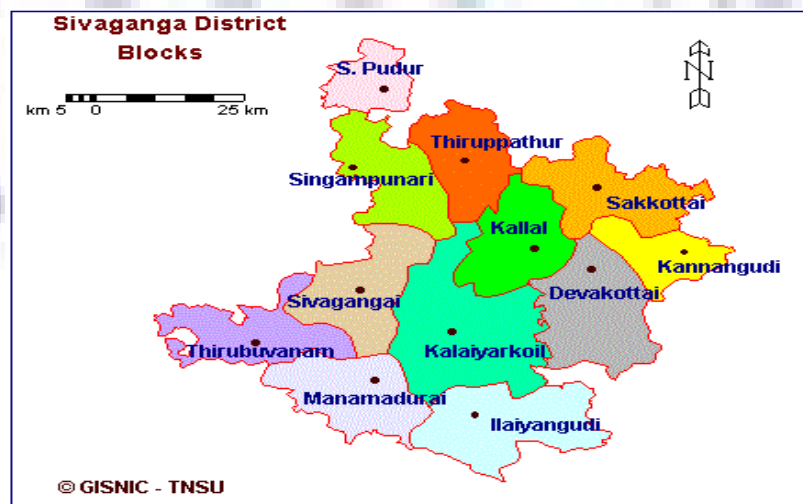 Sivaganga District
Blocks
km 5 0 25 km
N
S. Pudur
Thiruppathur
Singampunari
Sakkottai
Kallal
Kannangudi
Devakottai
Sivagangai
Thirubuvanam
Kalaiyarkoil
Manamadurai
Ilaiyangudi
© GISNIC - TNSU